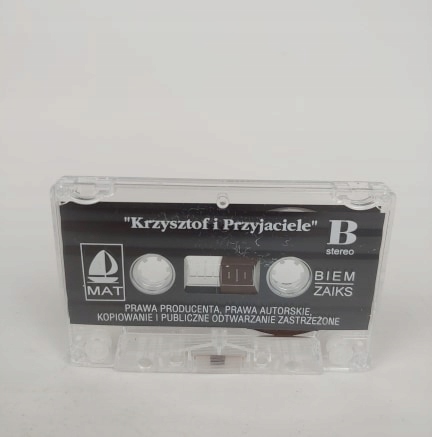 "Krzysztof i Przyjaciele"
B
stereo
MAT
BIEM
ZAIKS
PRAWA PRODUCENTA, PRAWA AUTORSKIE,
KOPIOWANIE I PUBLICZNE ODTWARZANIE ZASTRZEŻONE